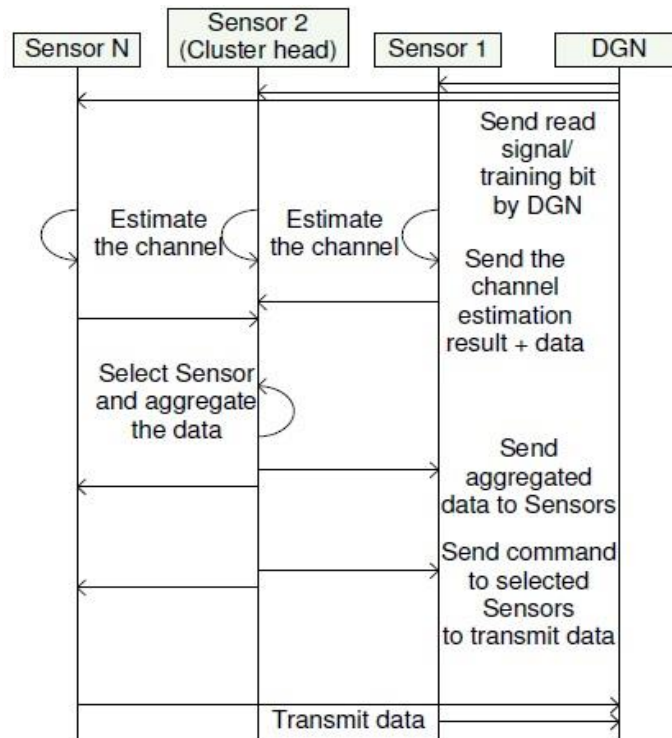 Sensor N
Sensor 2
(Cluster head)
Sensor 1
DGN
Send read
signal/
training bit
by DGN
Estimate
the channel
Estimate
the channel
Send the
channel
estimation
result + data
Select Sensor
and aggregate
the data
Send
aggregated
data to Sensors
Send command
to selected
Sensors
to transmit data
Transmit data